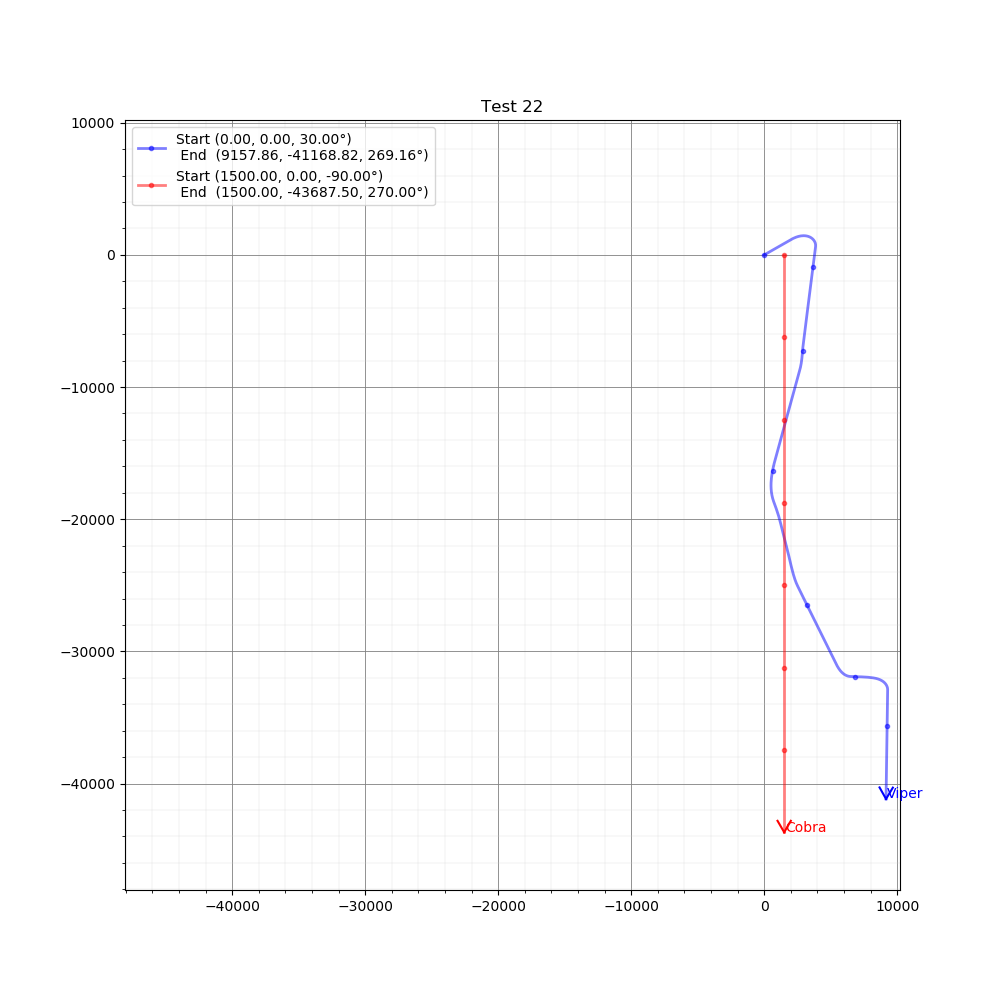 Test 22
Start (0.00, 0.00, 30.00°)
End  (9157.86, -41168.82, 269.16°)
Start (1500.00, 0.00, -90.00°)
End  (1500.00, -43687.50, 270.00°)
10000
0
−10000
−20000
−30000
−40000
Viper
Cobra
−40000 −30000 −20000 −10000 0 10000